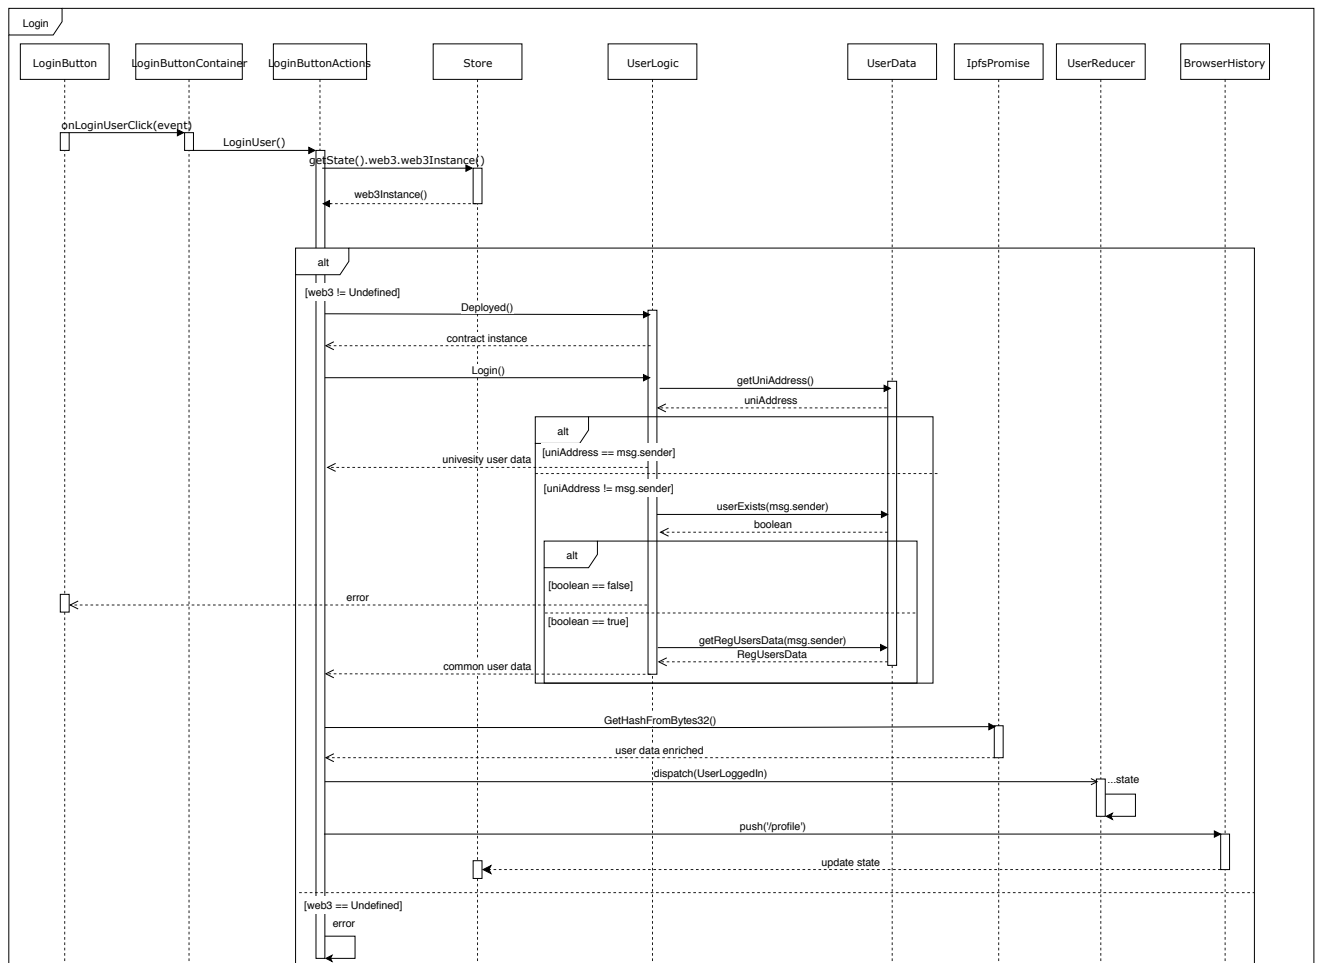 Login
LoginButton
LoginButtonContainer
LoginButtonActions
Store
UserLogic
UserData
IpfsPromise
UserReducer
BrowserHistory
onLoginUserClick(event)
LoginUser()
getState().web3.web3Instance()
web3Instance()
alt
[web3 != Undefined]
Deployed()
contract instance
Login()
getUniAddress()
uniAddress
alt
[uniAddress == msg.sender]
univesity user data
[uniAddress != msg.sender]
userExists(msg.sender)
boolean
alt
[boolean == false]
error
[boolean == true]
getRegUsersData(msg.sender)
RegUsersData
common user data
GetHashFromBytes32()
user data enriched
dispatch(UserLoggedIn)
...state
push('/profile')
update state
[web3 == Undefined]
error